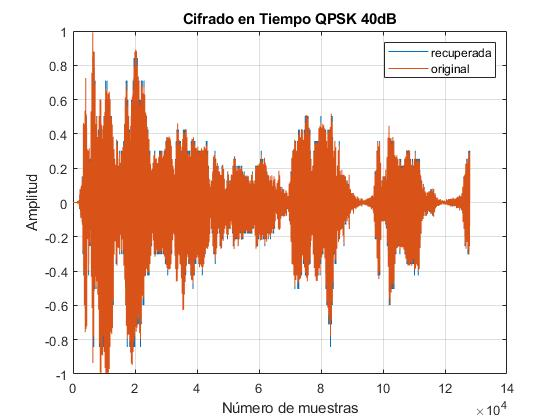 Cifrado en Tiempo QPSK 40dB
recuperada
original
1
0.8
0.6
0.4
0.2
0
-0.2
-0.4
-0.6
-0.8
-1
Amplitud
0 2 4 6 8 10 12 14
×10^4
Número de muestras